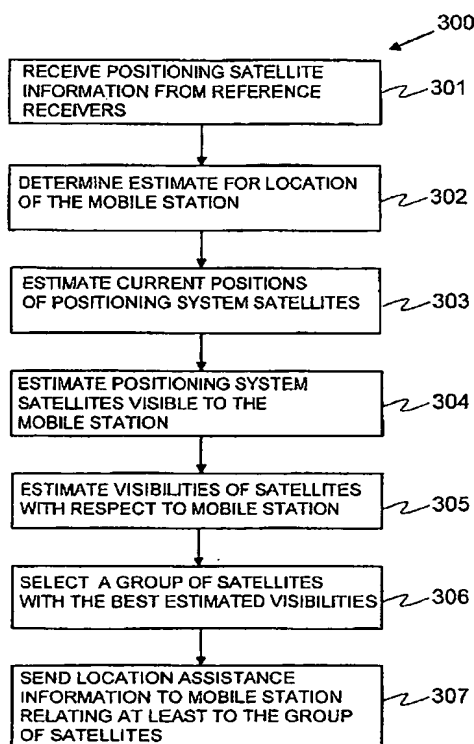 300
RECEIVE POSITIONING SATELLITE
INFORMATION FROM REFERENCE
RECEIVERS
301
DETERMINE ESTIMATE FOR LOCATION
OF THE MOBILE STATION
302
ESTIMATE CURRENT POSITIONS
OF POSITIONING SYSTEM SATELLITES
303
ESTIMATE POSITIONING SYSTEM
SATELLITES VISIBLE TO THE
MOBILE STATION
304
ESTIMATE VISIBILITIES OF SATELLITES
WITH RESPECT TO MOBILE STATION
305
SELECT A GROUP OF SATELLITES
WITH THE BEST ESTIMATED VISIBILITIES
306
SEND LOCATION ASSISTANCE
INFORMATION TO MOBILE STATION
RELATING AT LEAST TO THE GROUP
OF SATELLITES
307